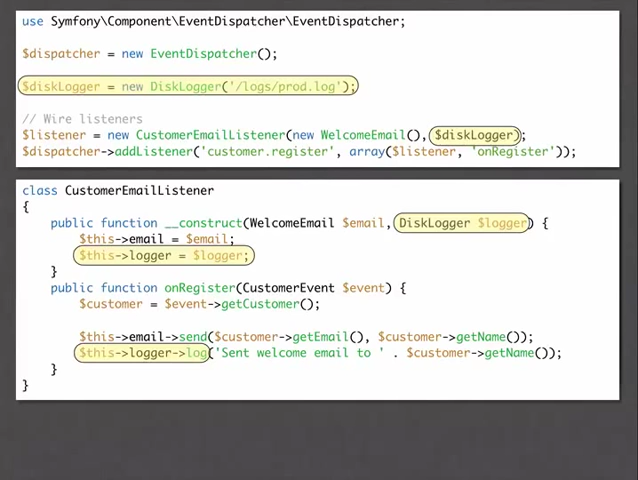 use Symfony\Component\EventDispatcher\EventDispatcher;
$dispatcher = new EventDispatcher();
$diskLogger = new DiskLogger('/logs/prod.log');
// Wire listeners
$listener = new CustomerEmailListener(new WelcomeEmail(), $diskLogger);
$dispatcher->addListener('customer.register', array($listener, 'onRegister'));
class CustomerEmailListener
{
public function __construct(WelcomeEmail $email, DiskLogger $logger) {
$this->email = $email;
$this->logger = $logger;
}
public function onRegister(CustomerEvent $event) {
$customer = $event->getCustomer();
$this->email->send($customer->getEmail(), $customer->getName());
$this->logger->log('Sent welcome email to ' . $customer->getName());
}
}